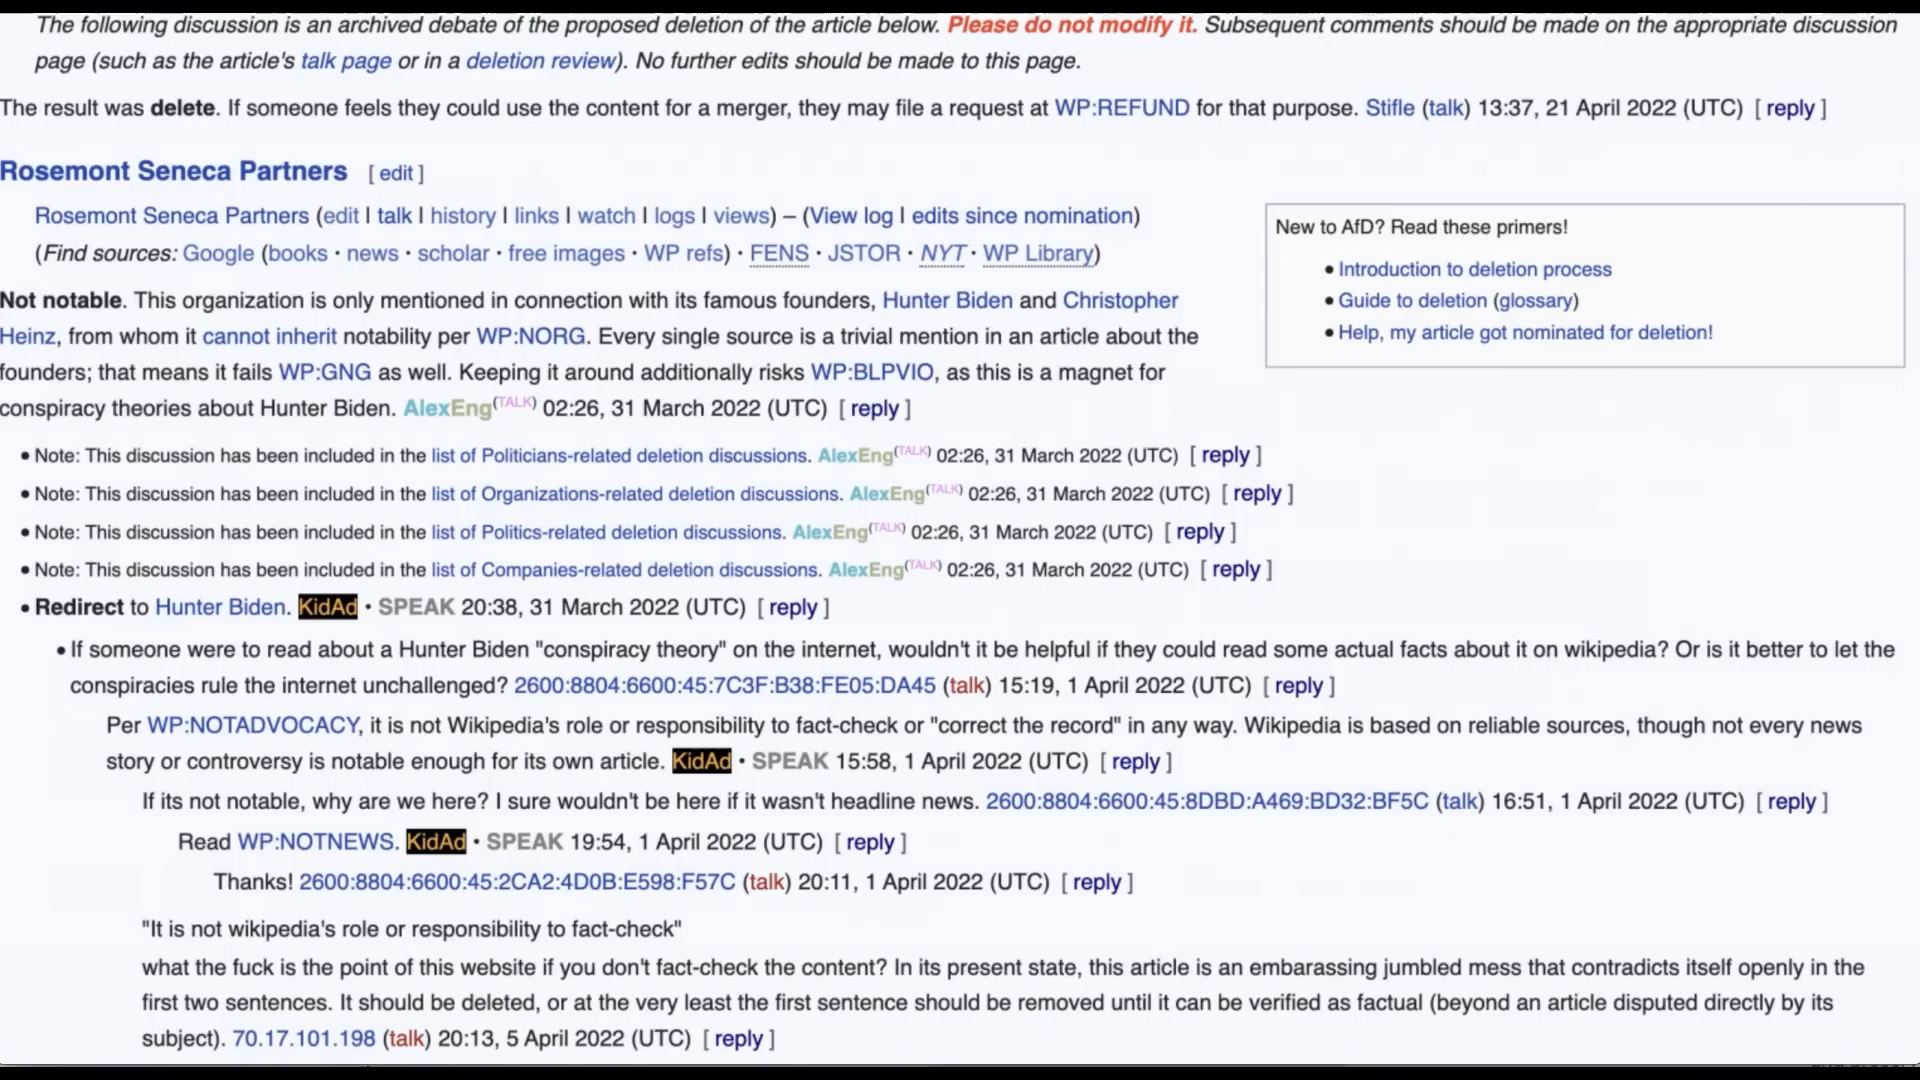 The following discussion is an archived debate of the proposed deletion of the article below. Please do not modify it. Subsequent comments should be made on the appropriate discussion
page (such as the article's talk page or in a deletion review). No further edits should be made to this page.
The result was delete. If someone feels they could use the content for a merger, they may file a request at WP:REFUND for that purpose. Stifle (talk) 13:37, 21 April 2022 (UTC) [ reply ]
Rosemont Seneca Partners [ edit ]
Rosemont Seneca Partners (edit | talk | history | links | watch | logs | views) – (View log | edits since nomination)
(Find sources: Google (books · news · scholar · free images · WP refs) · FENS · JSTOR · NYT · WP Library)
New to AfD? Read these primers!
• Introduction to deletion process
• Guide to deletion (glossary)
• Help, my article got nominated for deletion!
Not notable. This organization is only mentioned in connection with its famous founders, Hunter Biden and Christopher
Heinz, from whom it cannot inherit notability per WP:NORG. Every single source is a trivial mention in an article about the
founders; that means it fails WP:GNG as well. Keeping it around additionally risks WP:BLPVIO, as this is a magnet for
conspiracy theories about Hunter Biden. AlexEng(TALK) 02:26, 31 March 2022 (UTC) [ reply ]
• Note: This discussion has been included in the list of Politicians-related deletion discussions. AlexEng(TALK) 02:26, 31 March 2022 (UTC) [ reply ]
• Note: This discussion has been included in the list of Organizations-related deletion discussions. AlexEng(TALK) 02:26, 31 March 2022 (UTC) [ reply ]
• Note: This discussion has been included in the list of Politics-related deletion discussions. AlexEng(TALK) 02:26, 31 March 2022 (UTC) [ reply ]
• Note: This discussion has been included in the list of Companies-related deletion discussions. AlexEng(TALK) 02:26, 31 March 2022 (UTC) [ reply ]
• Redirect to Hunter Biden. KidAd • SPEAK 20:38, 31 March 2022 (UTC) [ reply ]
• If someone were to read about a Hunter Biden "conspiracy theory" on the internet, wouldn't it be helpful if they could read some actual facts about it on wikipedia? Or is it better to let the
conspiracies rule the internet unchallenged? 2600:8804:6600:45:7C3F:B38:FE05:DA45 (talk) 15:19, 1 April 2022 (UTC) [ reply ]
Per WP:NOTADVOCACY, it is not Wikipedia's role or responsibility to fact-check or "correct the record" in any way. Wikipedia is based on reliable sources, though not every news
story or controversy is notable enough for its own article. KidAd • SPEAK 15:58, 1 April 2022 (UTC) [ reply ]
If its not notable, why are we here? I sure wouldn't be here if it wasn't headline news. 2600:8804:6600:45:8DBD:A469:BD32:BF5C (talk) 16:51, 1 April 2022 (UTC) [ reply ]
Read WP:NOTNEWS. KidAd • SPEAK 19:54, 1 April 2022 (UTC) [ reply ]
Thanks! 2600:8804:6600:45:2CA2:4D0B:E598:F57C (talk) 20:11, 1 April 2022 (UTC) [ reply ]
"It is not wikipedia's role or responsibility to fact-check"
what the fuck is the point of this website if you don't fact-check the content? In its present state, this article is an embarassing jumbled mess that contradicts itself openly in the
first two sentences. It should be deleted, or at the very least the first sentence should be removed until it can be verified as factual (beyond an article disputed directly by its
subject). 70.17.101.198 (talk) 20:13, 5 April 2022 (UTC) [ reply ]